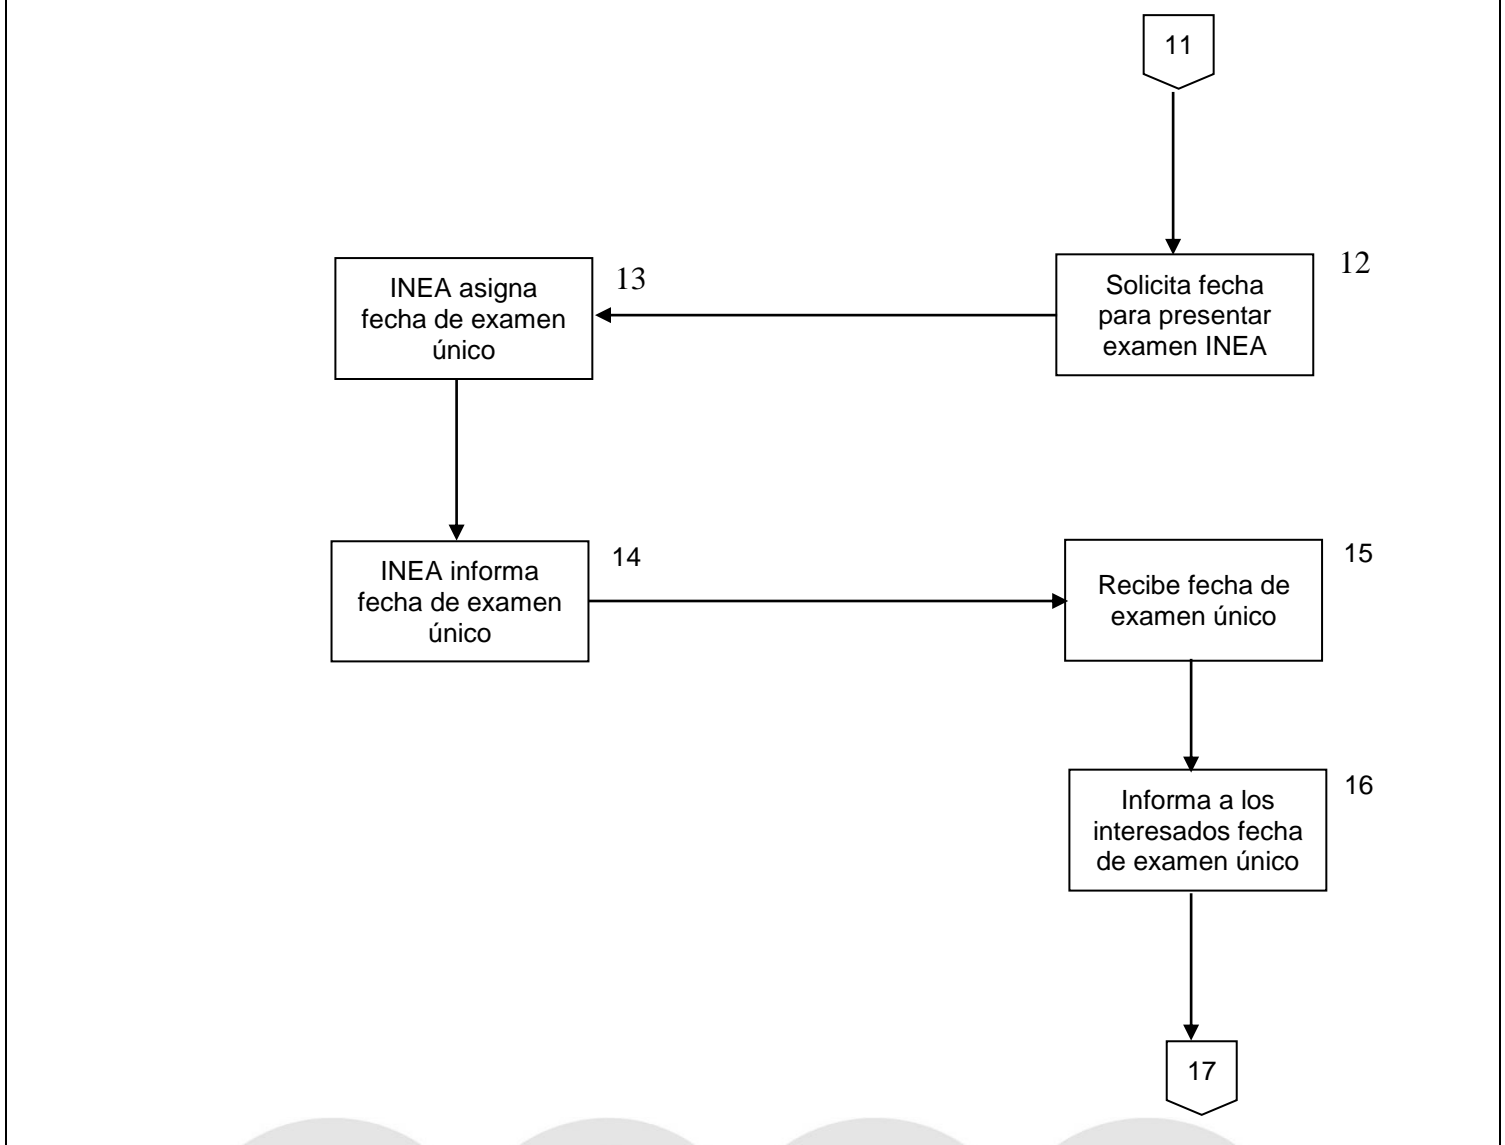 11
12
Solicita fecha
para presentar
examen INEA
13
INEA asigna
fecha de examen
único
14
INEA informa
fecha de examen
único
15
Recibe fecha de
examen único
16
Informa a los
interesados fecha
de examen único
17